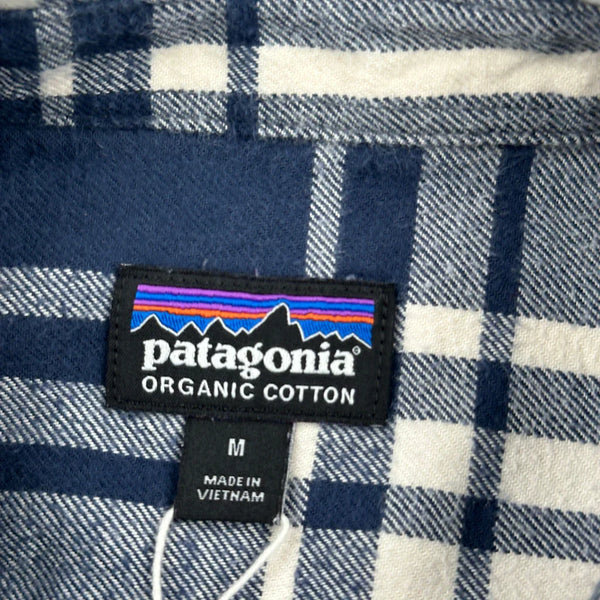 patagonia®
ORGANIC COTTON
M
MADE IN
VIETNAM